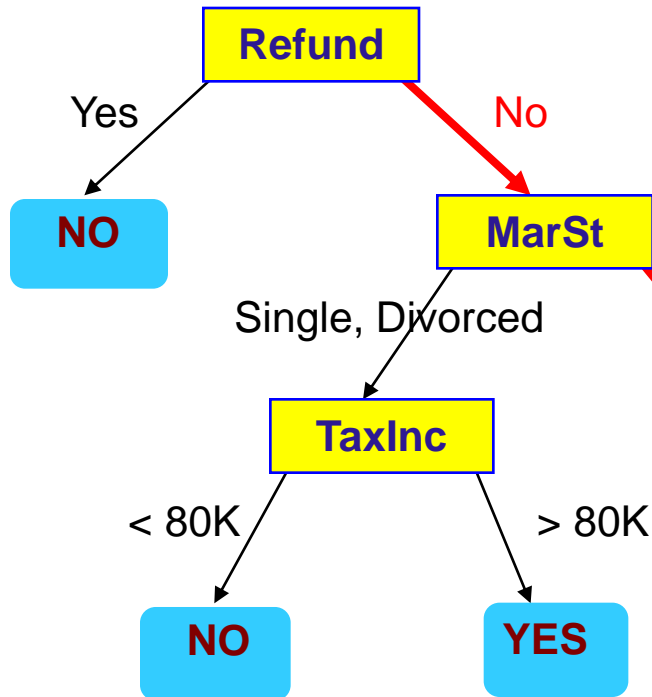 Refund
Yes
No
NO
MarSt
Single, Divorced
TaxInc
< 80K
> 80K
NO
YES